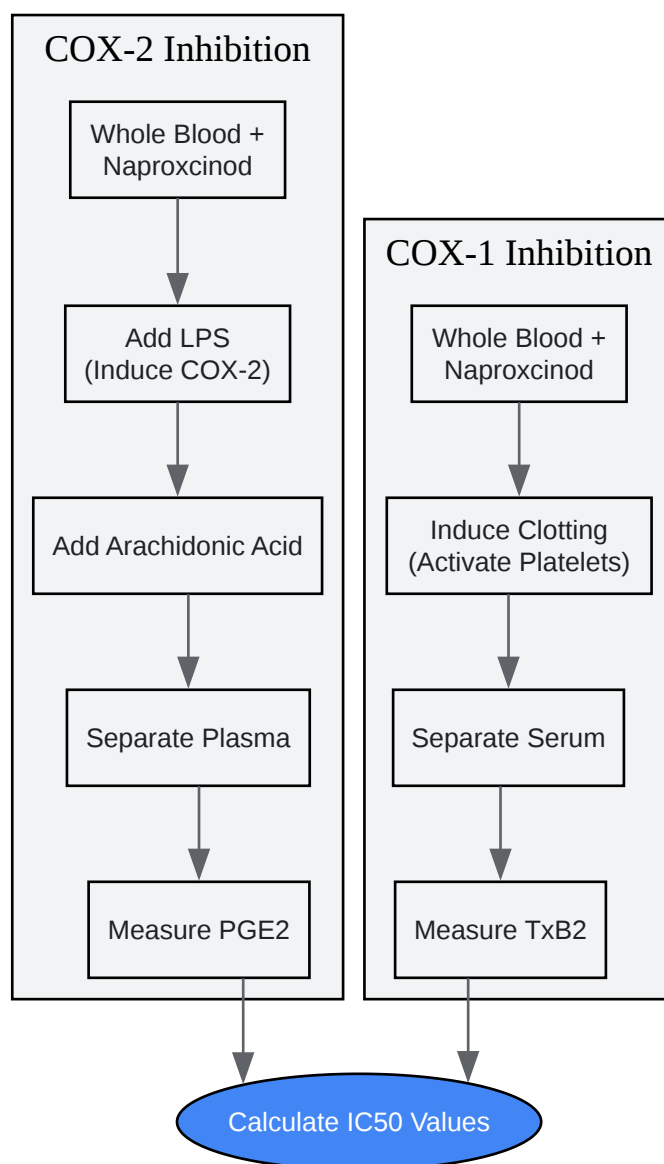 COX-2 Inhibition
Whole Blood +
Naproxcinod
Add LPS
(Induce COX-2)
Add Arachidonic Acid
Separate Plasma
Measure PGE2
COX-1 Inhibition
Whole Blood +
Naproxcinod
Induce Clotting
(Activate Platelets)
Separate Serum
Measure TxB2
Calculate IC50 Values